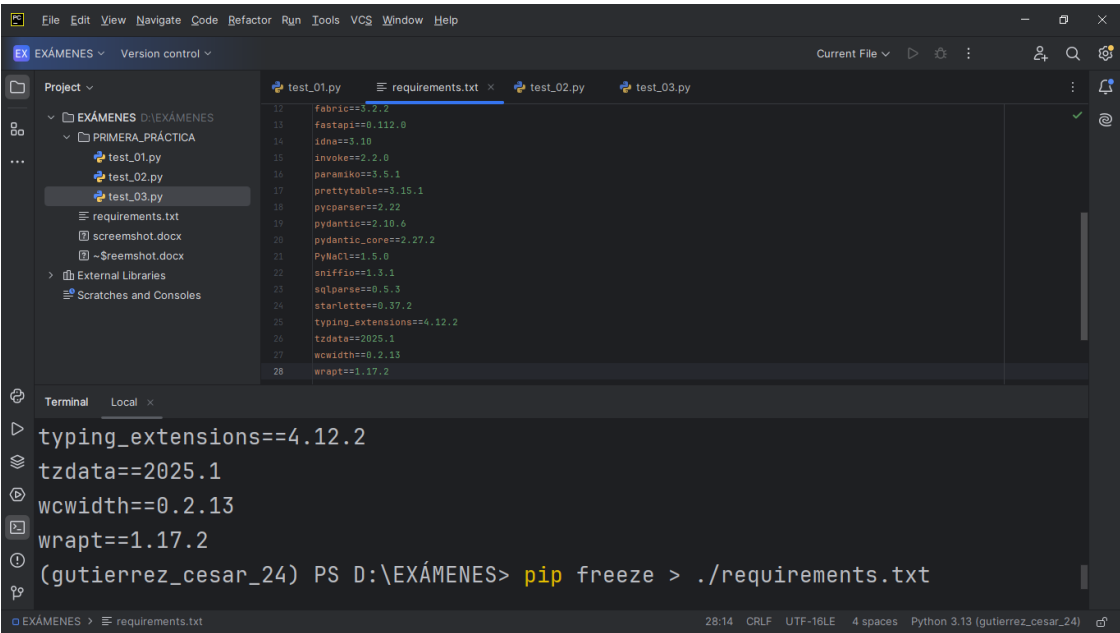 PC File Edit View Navigate Code Refactor Run Tools VCS Window Help
EX EXÁMENES Version control Current File
Project
test_01.py requirements.txt test_02.py test_03.py
EXÁMENES D:\EXÁMENES
PRIMERA_PRÁCTICA
test_01.py
test_02.py
test_03.py
requirements.txt
screemshot.docx
~$reemshot.docx
External Libraries
Scratches and Consoles
12 fabric==3.2.2
13 fastapi==0.112.0
14 idna==3.10
15 invoke==2.2.0
16 paramiko==3.5.1
17 prettytable==3.15.1
18 pycparser==2.22
19 pydantic==2.10.6
20 pydantic_core==2.27.2
21 PyNaCl==1.5.0
22 sniffio==1.3.1
23 sqlparse==0.5.3
24 starlette==0.37.2
25 typing_extensions==4.12.2
26 tzdata==2025.1
27 wcwidth==0.2.13
28 wrapt==1.17.2
Terminal Local
typing_extensions==4.12.2
tzdata==2025.1
wcwidth==0.2.13
wrapt==1.17.2
(gutierrez_cesar_24) PS D:\EXÁMENES> pip freeze > ./requirements.txt
EXÁMENES > requirements.txt 28:14 CRLF UTF-16LE 4 spaces Python 3.13 (gutierrez_cesar_24)